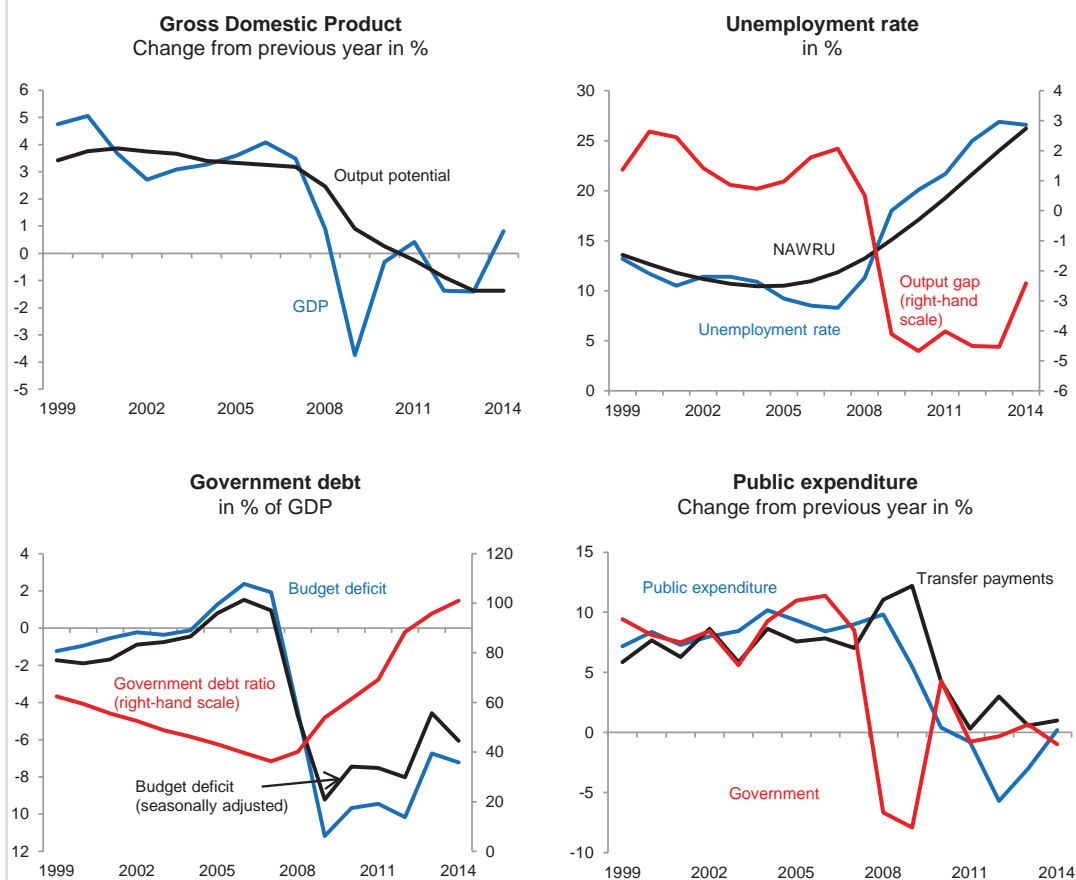 Gross Domestic Product
Change from previous year in %
6
5
4
3
2
1
0
-1
-2
-3
-4
-5
Output potential
GDP
1999 2002 2005 2008 2011 2014
Unemployment rate
in %
30
25
20
15
10
5
0
4
3
2
1
0
-1
-2
-3
-4
-5
-6
NAWRU
Output gap
(right-hand
scale)
Unemployment rate
1999 2002 2005 2008 2011 2014
Government debt
in % of GDP
4
2
0
-2
-4
-6
-8
10
12
120
100
80
60
40
20
0
Budget deficit
Government debt ratio
(right-hand scale)
Budget deficit
(seasonally adjusted)
1999 2002 2005 2008 2011 2014
Public expenditure
Change from previous year in %
15
10
5
0
-5
-10
Transfer payments
Public expenditure
Government
1999 2002 2005 2008 2011 2014